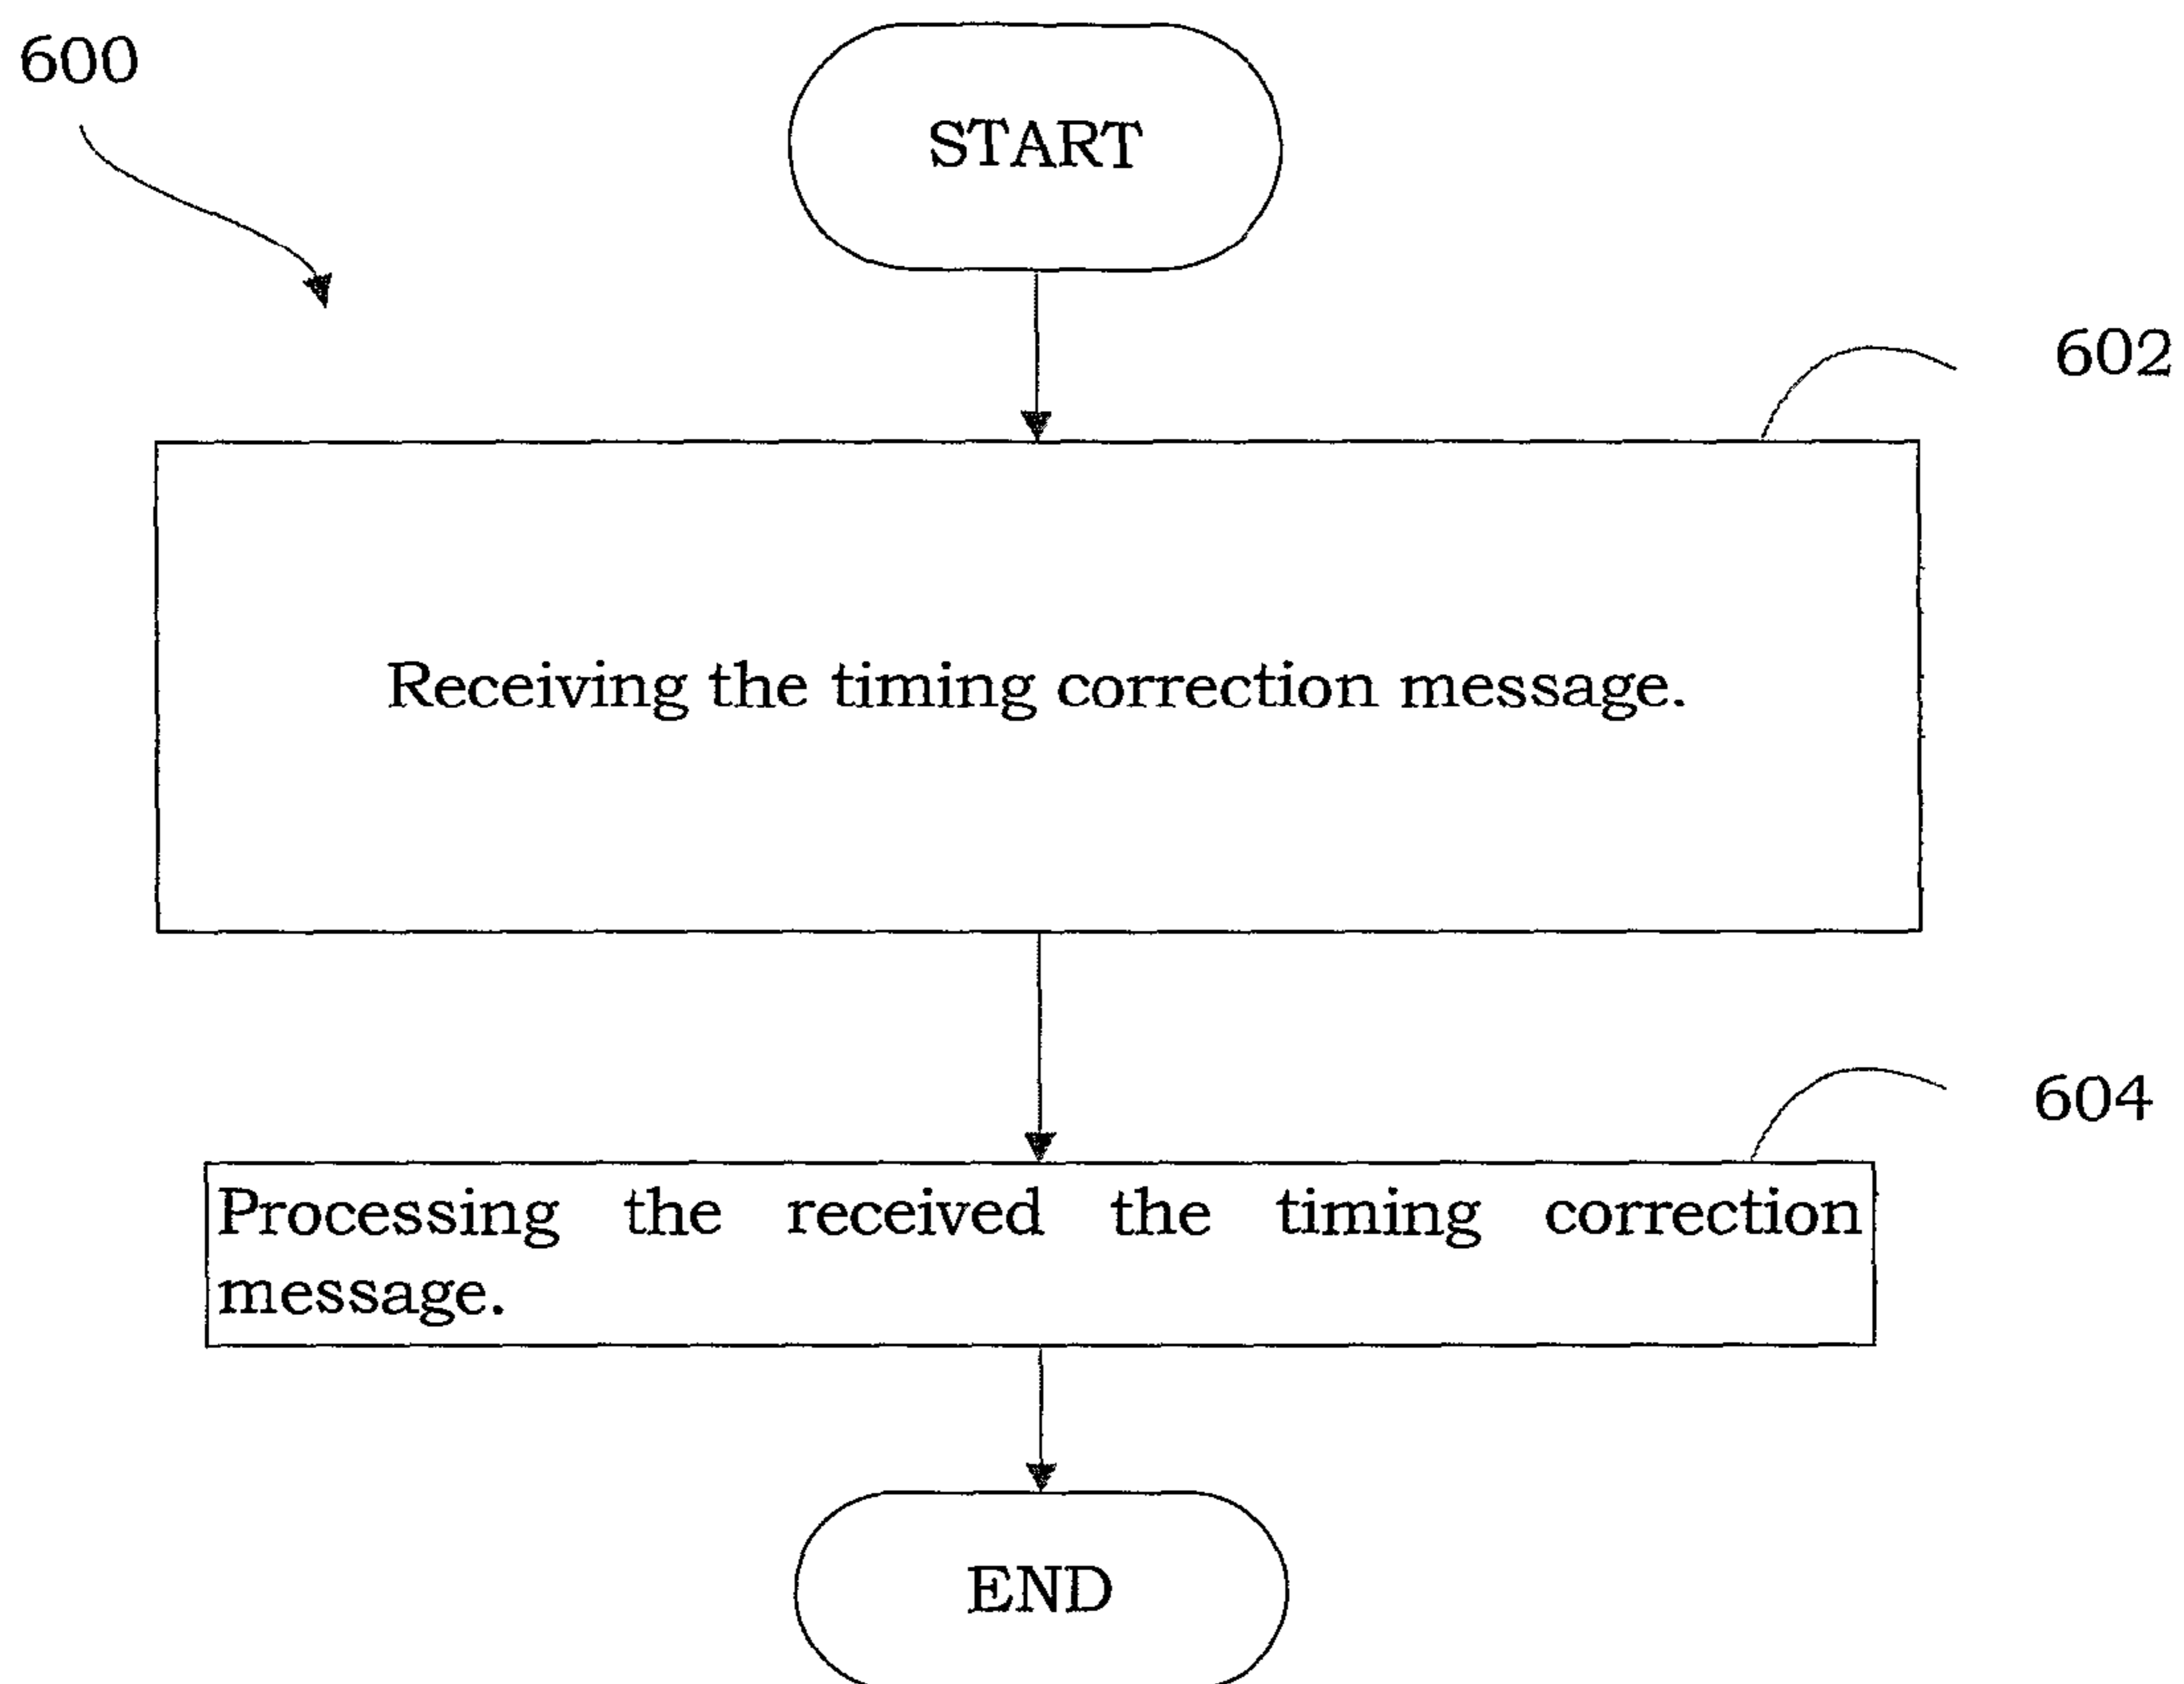 600
START
602
Receiving the timing correction message.
604
Processing the received the timing correction
message.
END